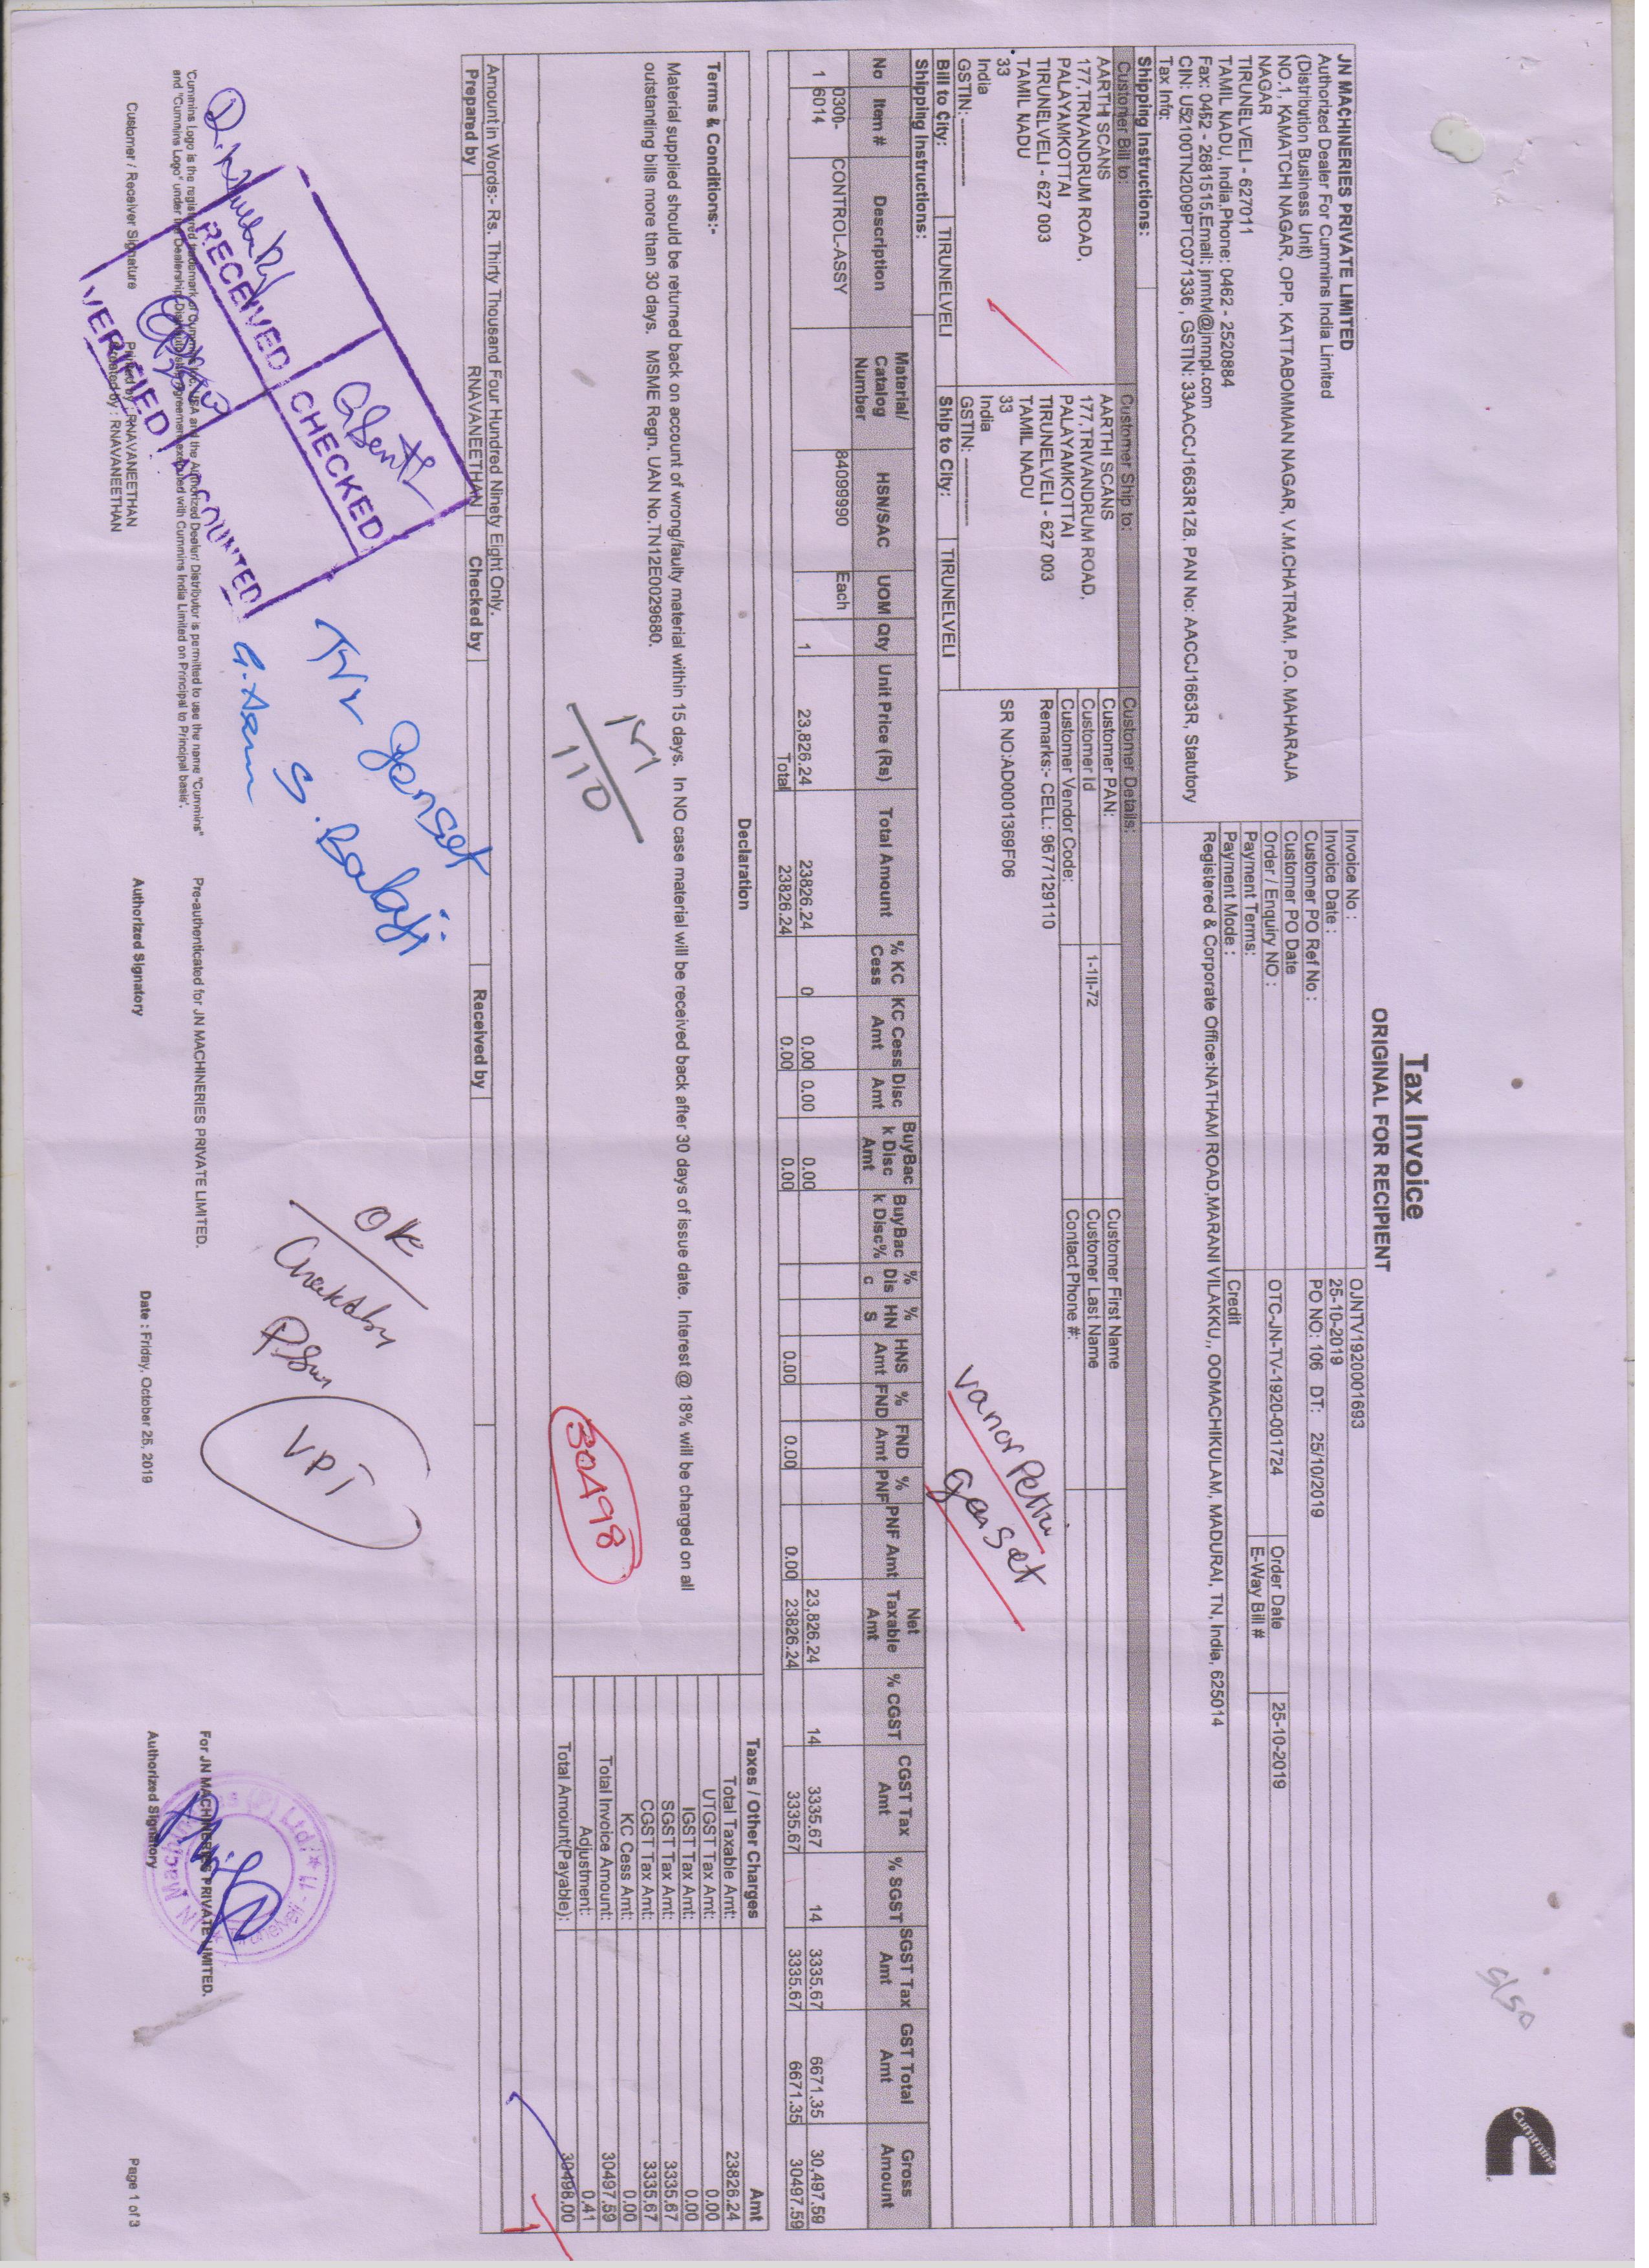 Cummins
Tax Invoice
ORIGINAL FOR RECIPIENT
JN MACHINERIES PRIVATE LIMITED
Authorized Dealer For Cummins India Limited
(Distribution Business Unit)
NO.1, KAMATCHI NAGAR, OPP. KATTABOMMAN NAGAR, V.M.CHATRAM, P.O. MAHARAJA
NAGAR
TIRUNELVELI - 627011
TAMIL NADU, India,Phone: 0462 - 2520884
Fax: 0462 - 2681515,Email: jnmtvl@jnmpl.com
CIN: U52100TN2009PTC071336 , GSTIN: 33AACCJ1663R1Z8. PAN No: AACCJ1663R, Statutory
Tax Info:
Invoice No : OJNTV1920001693
Invoice Date : 25-10-2019
Customer PO Ref No : PO NO: 106 DT: 25/10/2019
Customer PO Date
Order / Enquiry NO : OTC-JN-TV-1920-001724 Order Date 25-10-2019
Payment Terms: E-Way Bill #
Payment Mode : Credit
Registered & Corporate Office:NATHAM ROAD,MARANI VILAKKU,, OOMACHIKULAM, MADURAI, TN, India, 625014
Shipping Instructions:
Customer Bill to: Customer Ship to: Customer Details:
AARTHI SCANS
177,TRIVANDRUM ROAD,
PALAYAMKOTTAI
TIRUNELVELI - 627 003
TAMIL NADU
33
India
GSTIN: ----------
AARTHI SCANS
177,TRIVANDRUM ROAD,
PALAYAMKOTTAI
TIRUNELVELI - 627 003
TAMIL NADU
33
India
GSTIN: ----------
Customer PAN: Customer First Name
Customer Id 1-1II-72 Customer Last Name
Customer Vendor Code: Contact Phone #:
Remarks:- CELL: 9677129110
SR NO:AD0001369F06
Genset
Bill to City: TIRUNELVELI Ship to City: TIRUNELVELI
Shipping Instructions:
No Item # Description Material/ Catalog Number HSN/SAC UOM Qty Unit Price (Rs) Total Amount % KC Cess KC Cess Amt Disc Amt BuyBac k Disc Amt BuyBac k Disc% % Dis c % HN S HNS Amt % FND FND Amt % PNF PNF Amt Net Taxable Amt % CGST CGST Tax Amt % SGST SGST Tax Amt GST Total Amt Gross Amount
1 0300-6014 CONTROL-ASSY 84099990 Each 1 23,826.24 23826.24 0 0.00 0.00 0.00 23,826.24 14 3335.67 14 3335.67 6671.35 30,497.59
Total 23826.24 0.00 0.00 0.00 0.00 0.00 23826.24 3335.67 3335.67 6671.35 30497.59
Declaration
Terms & Conditions:-
Material supplied should be returned back on account of wrong/faulty material within 15 days. In NO case material will be received back after 30 days of issue date. Interest @ 18% will be charged on all
outstanding bills more than 30 days. MSME Regn. UAN No.TN12E0029680.
110
30498
Taxes / Other Charges Amt
Total Taxable Amt: 23826.24
UTGST Tax Amt: 0.00
IGST Tax Amt: 0.00
SGST Tax Amt: 3335.67
CGST Tax Amt: 3335.67
KC Cess Amt: 0.00
Total Invoice Amount: 30497.59
Adjustment: 0.41
Total Amount(Payable): 30498.00
Amount in Words:- Rs. Thirty Thousand Four Hundred Ninety Eight Only.
Prepared by RNAVANEETHAN Checked by Received by
RECEIVED
CHECKED
VERIFIED
ACCOUNTED
TVV Genset
S. Balaji
OK
VPT
'Cummins Logo is the registered trademark of Cummins Inc. USA and the Authorized Dealer/ Distributor is permitted to use the name "Cummins"
and "Cummins Logo" under the Dealership/Distributorship Agreement executed with Cummins India Limited on Principal to Principal basis'.
Pre-authenticated for JN MACHINERIES PRIVATE LIMITED.
For JN MACHINERIES PRIVATE LIMITED.
Customer / Receiver Signature
Printed by : RNAVANEETHAN
Created by : RNAVANEETHAN
Authorized Signatory
Date : Friday, October 25, 2019
Authorized Signatory
Page 1 of 3